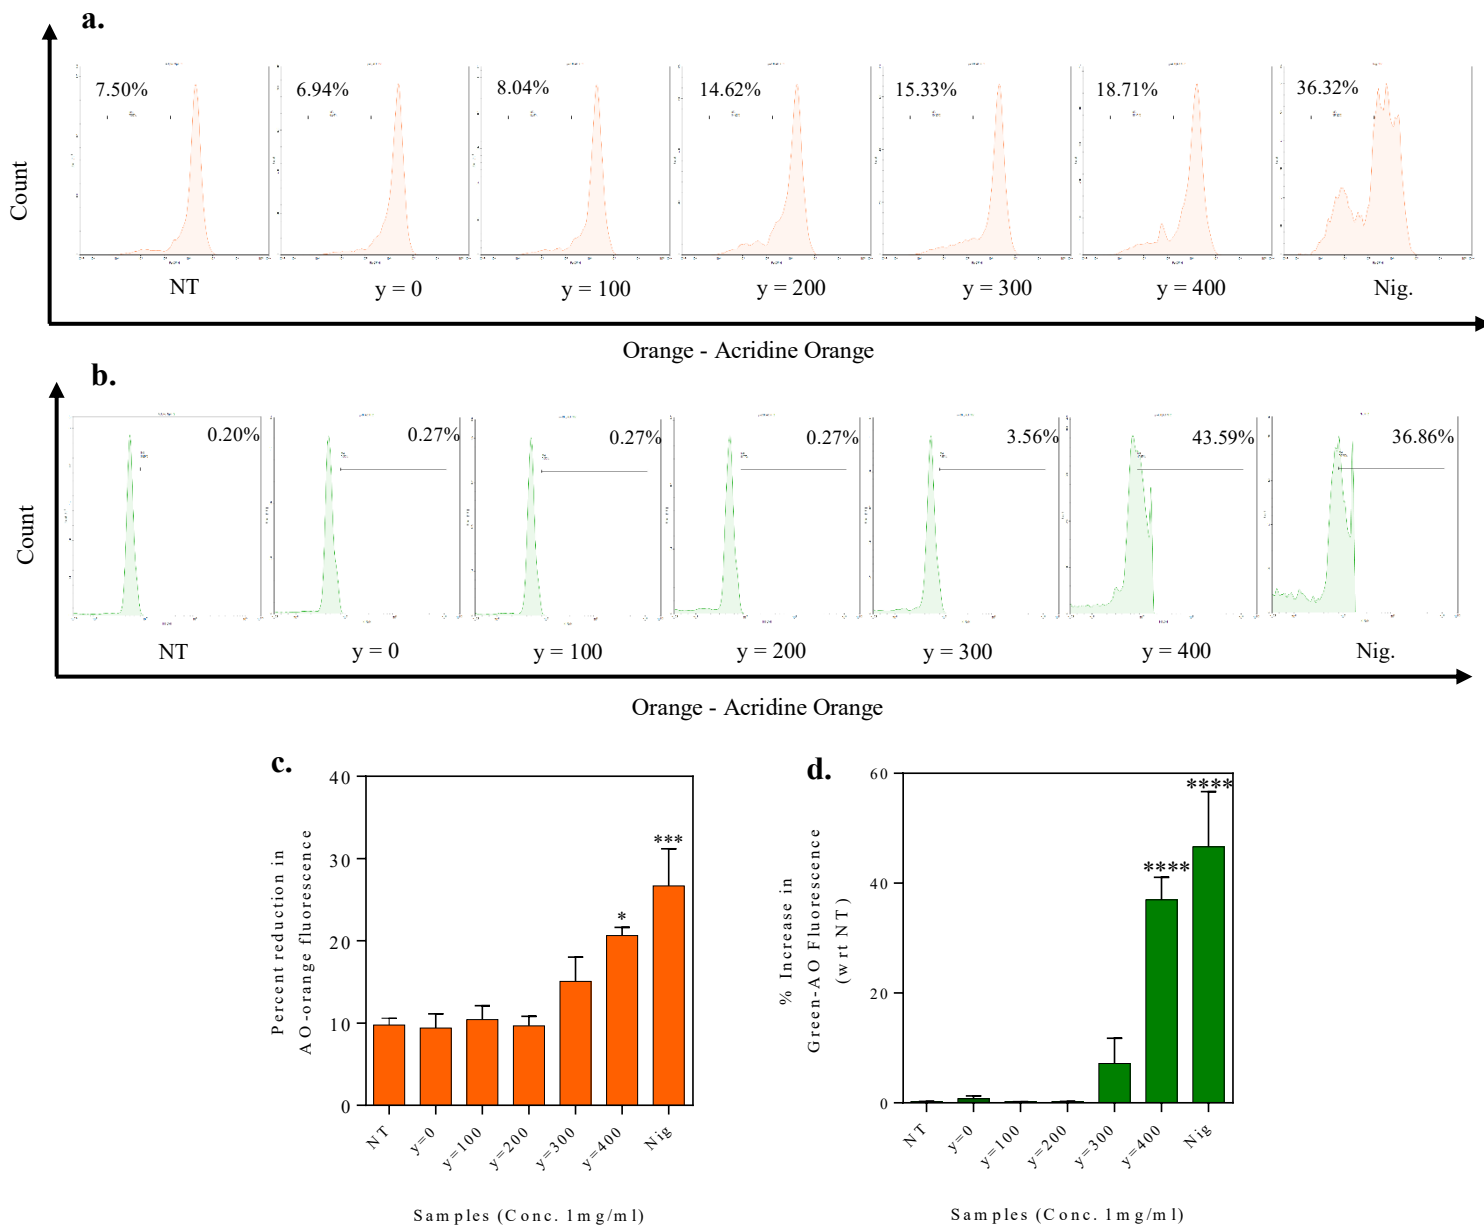 a.
7.50% 6.94% 8.04% 14.62% 15.33% 18.71% 36.32%
Count
NT y = 0 y = 100 y = 200 y = 300 y = 400 Nig.
Orange - Acridine Orange
b.
0.20% 0.27% 0.27% 0.27% 3.56% 43.59% 36.86%
Count
NT y = 0 y = 100 y = 200 y = 300 y = 400 Nig.
Orange - Acridine Orange
c.
Percent reduction in
AO-orange fluorescence
40
30
20
10
0
*
***
NT y=0 y=100 y=200 y=300 y=400 Nig
Samples (Conc. 1mg/ml)
d.
% Increase in
Green-AO Fluorescence
(wrt NT)
60
40
20
0
****
****
NT y=0 y=100 y=200 y=300 y=400 Nig
Samples (Conc. 1mg/ml)